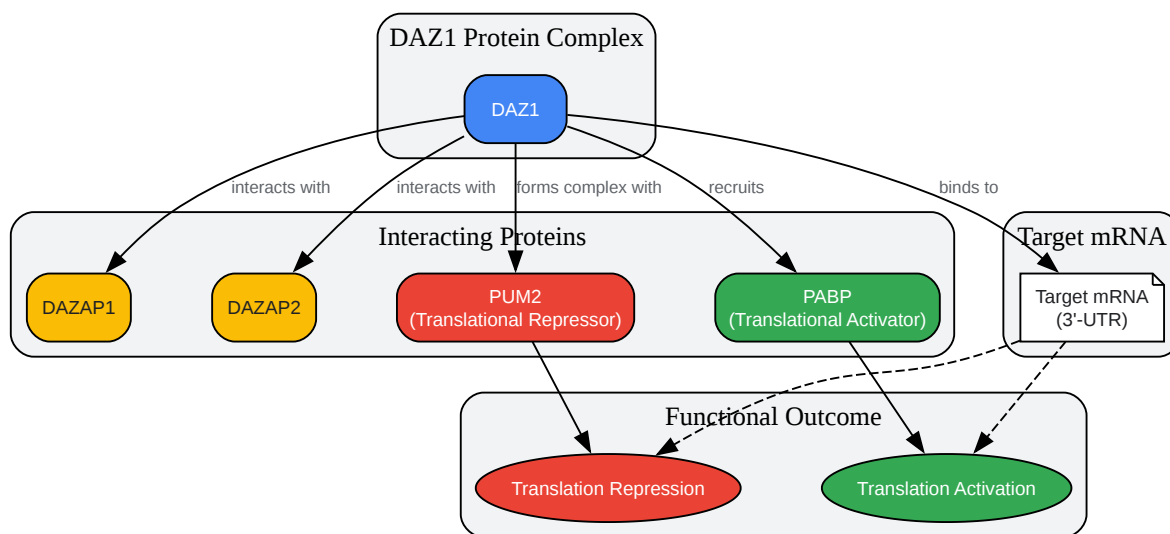 DAZ1 Protein Complex
DAZ1
interacts with
interacts with
forms complex with
recruits
binds to
Interacting Proteins
Target mRNA
DAZAP1
DAZAP2
PUM2
(Translational Repressor)
PABP
(Translational Activator)
Target mRNA
(3'-UTR)
Functional Outcome
Translation Repression
Translation Activation